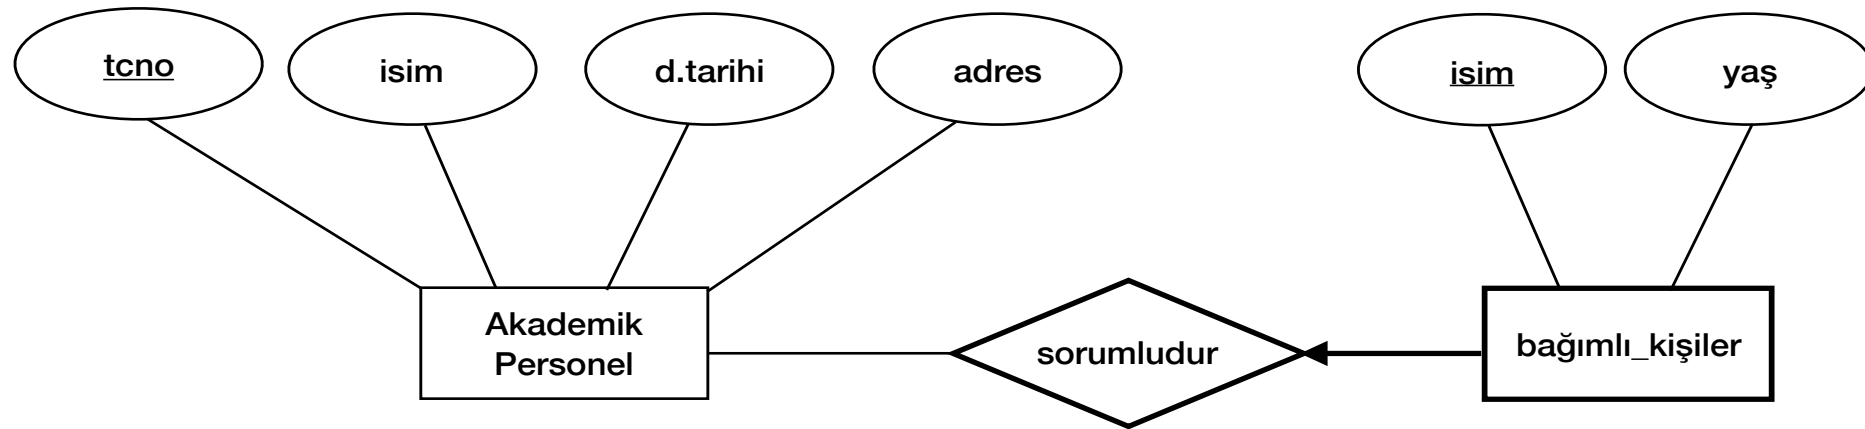 tcno
isim
d.tarihi
adres
isim
yaş
Akademik
Personel
sorumludur
bağımlı_kişiler